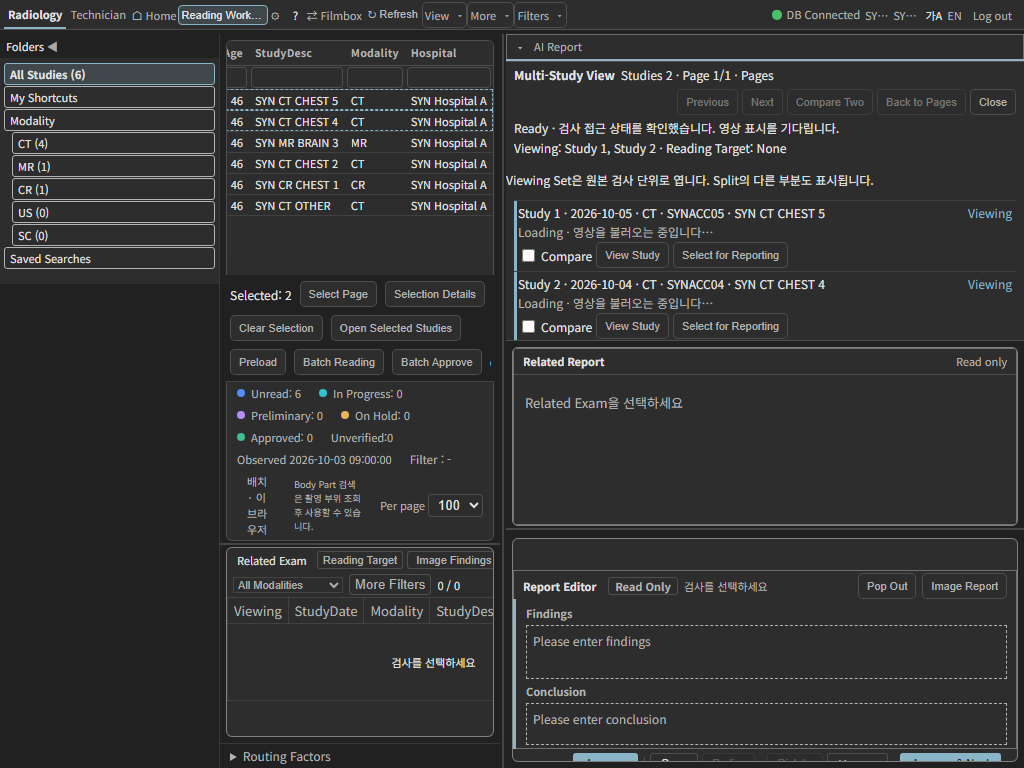 Radiology Technician Home Reading Work... ? Filmbox Refresh View More Filters DB Connected SY⋯ SY⋯ 가A EN Log out
Folders
All Studies (6)
My Shortcuts
Modality
CT (4)
MR (1)
CR (1)
US (0)
SC (0)
Saved Searches
Age StudyDesc Modality Hospital
46 SYN CT CHEST 5 CT SYN Hospital A
46 SYN CT CHEST 4 CT SYN Hospital A
46 SYN MR BRAIN 3 MR SYN Hospital A
46 SYN CT CHEST 2 CT SYN Hospital A
46 SYN CR CHEST 1 CR SYN Hospital A
46 SYN CT OTHER CT SYN Hospital A
Selected: 2 Select Page Selection Details
Clear Selection Open Selected Studies
Preload Batch Reading Batch Approve
Unread: 6 In Progress: 0
Preliminary: 0 On Hold: 0
Approved: 0 Unverified:0
Observed 2026-10-03 09:00:00 Filter : -
배치
· 이
브라
우저
Body Part 검색
은 촬영 부위 조회
후 사용할 수 있습
니다.
Per page 100
Related Exam Reading Target Image Findings
All Modalities More Filters 0 / 0
Viewing StudyDate Modality StudyDes
검사를 선택하세요
Routing Factors
AI Report
Multi-Study View Studies 2 · Page 1/1 · Pages
Previous Next Compare Two Back to Pages Close
Ready · 검사 접근 상태를 확인했습니다. 영상 표시를 기다립니다.
Viewing: Study 1, Study 2 · Reading Target: None
Viewing Set은 원본 검사 단위로 엽니다. Split의 다른 부분도 표시됩니다.
Study 1 · 2026-10-05 · CT · SYNACC05 · SYN CT CHEST 5 Viewing
Loading · 영상을 불러오는 중입니다⋯
Compare View Study Select for Reporting
Study 2 · 2026-10-04 · CT · SYNACC04 · SYN CT CHEST 4 Viewing
Loading · 영상을 불러오는 중입니다⋯
Compare View Study Select for Reporting
Related Report Read only
Related Exam을 선택하세요
Report Editor Read Only 검사를 선택하세요 Pop Out Image Report
Findings
Please enter findings
Conclusion
Please enter conclusion